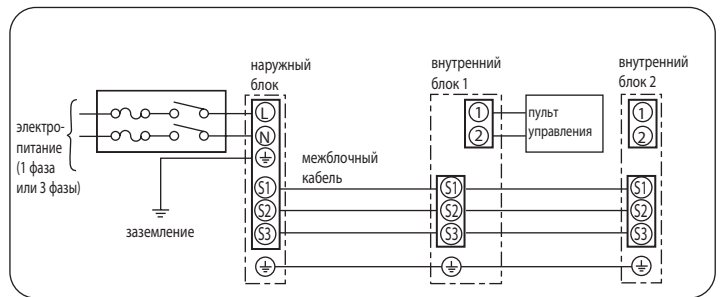 наружный
блок
внутренний
блок 1
внутренний
блок 2
электро-
питание
(1 фаза
или 3 фазы)
L
N
S1
S2
S3
заземление
межблочный
кабель
1
2
пульт
управления
S1
S2
S3
1
2
S1
S2
S3